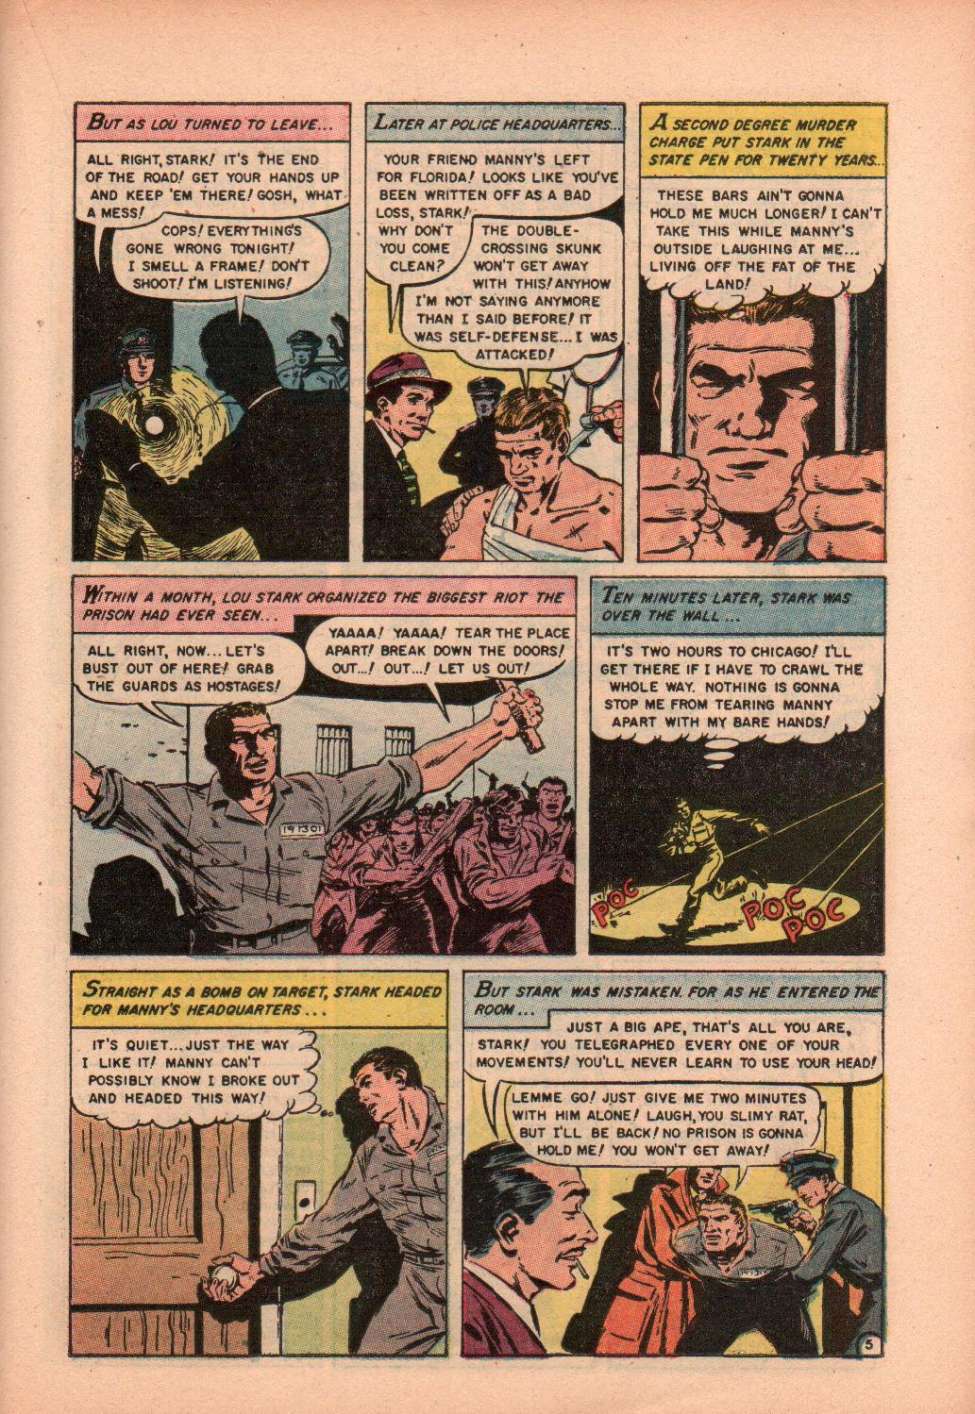 BUT AS LOU TURNED TO LEAVE...
ALL RIGHT, STARK! IT'S THE END
OF THE ROAD! GET YOUR HANDS UP
AND KEEP 'EM THERE! GOSH, WHAT
A MESS!
COPS! EVERYTHING'S
GONE WRONG TONIGHT!
I SMELL A FRAME! DON'T
SHOOT! I'M LISTENING!
LATER AT POLICE HEADQUARTERS...
YOUR FRIEND MANNY'S LEFT
FOR FLORIDA! LOOKS LIKE YOU'VE
BEEN WRITTEN OFF AS A BAD
LOSS, STARK!
WHY DON'T
YOU COME
CLEAN?
THE DOUBLE-
CROSSING SKUNK
WON'T GET AWAY
WITH THIS! ANYHOW
I'M NOT SAYING ANYMORE
THAN I SAID BEFORE! IT
WAS SELF-DEFENSE... I WAS
ATTACKED!
A SECOND DEGREE MURDER
CHARGE PUT STARK IN THE
STATE PEN FOR TWENTY YEARS...
THESE BARS AIN'T GONNA
HOLD ME MUCH LONGER! I CAN'T
TAKE THIS WHILE MANNY'S
OUTSIDE LAUGHING AT ME...
LIVING OFF THE FAT OF THE
LAND!
WITHIN A MONTH, LOU STARK ORGANIZED THE BIGGEST RIOT THE
PRISON HAD EVER SEEN...
ALL RIGHT, NOW... LET'S
BUST OUT OF HERE! GRAB
THE GUARDS AS HOSTAGES!
YAAAA! YAAAA! TEAR THE PLACE
APART! BREAK DOWN THE DOORS!
OUT...! OUT...! LET US OUT!
191301
TEN MINUTES LATER, STARK WAS
OVER THE WALL...
IT'S TWO HOURS TO CHICAGO! I'LL
GET THERE IF I HAVE TO CRAWL THE
WHOLE WAY. NOTHING IS GONNA
STOP ME FROM TEARING MANNY
APART WITH MY BARE HANDS!
POC
POC
POC
STRAIGHT AS A BOMB ON TARGET, STARK HEADED
FOR MANNY'S HEADQUARTERS...
IT'S QUIET... JUST THE WAY
I LIKE IT! MANNY CAN'T
POSSIBLY KNOW I BROKE OUT
AND HEADED THIS WAY!
BUT STARK WAS MISTAKEN. FOR AS HE ENTERED THE
ROOM...
JUST A BIG APE, THAT'S ALL YOU ARE,
STARK! YOU TELEGRAPHED EVERY ONE OF YOUR
MOVEMENTS! YOU'LL NEVER LEARN TO USE YOUR HEAD!
LEMME GO! JUST GIVE ME TWO MINUTES
WITH HIM ALONE! LAUGH, YOU SLIMY RAT,
BUT I'LL BE BACK! NO PRISON IS GONNA
HOLD ME! YOU WON'T GET AWAY!
5